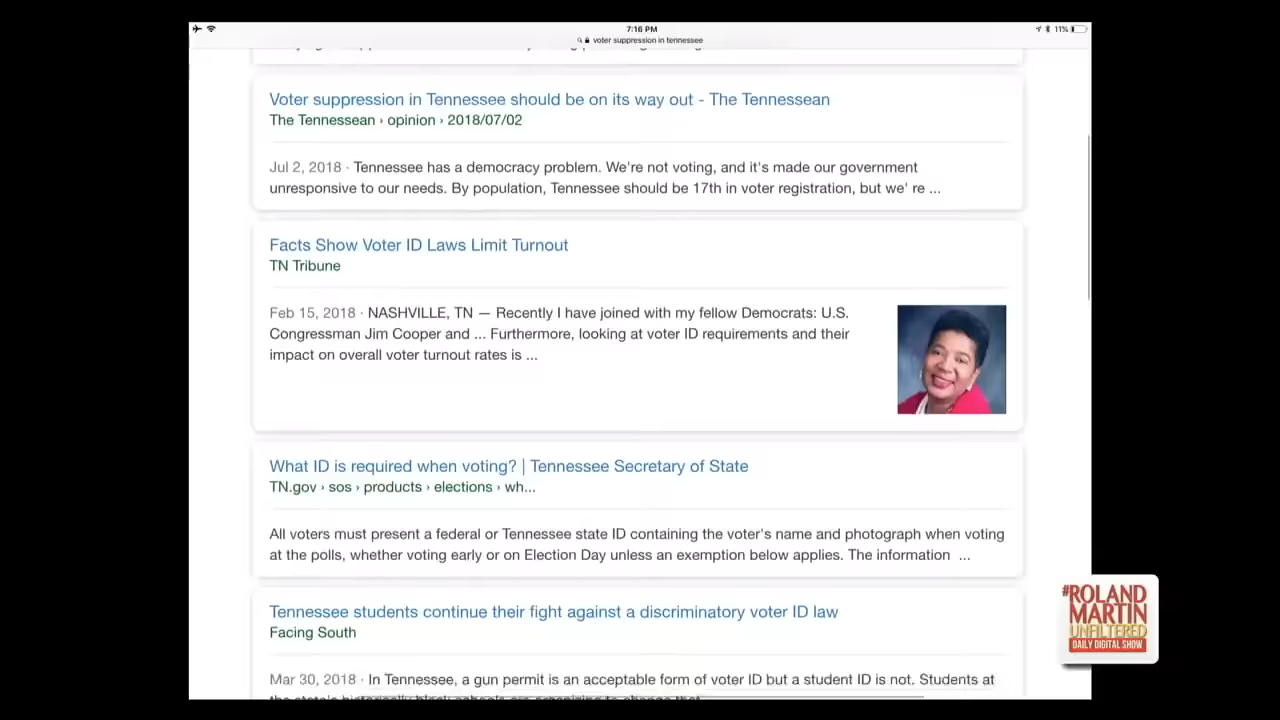 7:16 PM
11%
voter suppression in tennessee
Voter suppression in Tennessee should be on its way out - The Tennessean
The Tennessean › opinion › 2018/07/02
Jul 2, 2018 · Tennessee has a democracy problem. We're not voting, and it's made our government
unresponsive to our needs. By population, Tennessee should be 17th in voter registration, but we' re ...
Facts Show Voter ID Laws Limit Turnout
TN Tribune
Feb 15, 2018 · NASHVILLE, TN — Recently I have joined with my fellow Democrats: U.S.
Congressman Jim Cooper and ... Furthermore, looking at voter ID requirements and their
impact on overall voter turnout rates is ...
What ID is required when voting? | Tennessee Secretary of State
TN.gov › sos › products › elections › wh...
All voters must present a federal or Tennessee state ID containing the voter's name and photograph when voting
at the polls, whether voting early or on Election Day unless an exemption below applies. The information ...
Tennessee students continue their fight against a discriminatory voter ID law
Facing South
Mar 30, 2018 · In Tennessee, a gun permit is an acceptable form of voter ID but a student ID is not. Students at
#ROLAND
MARTIN
UNFILTERED
DAILY DIGITAL SHOW